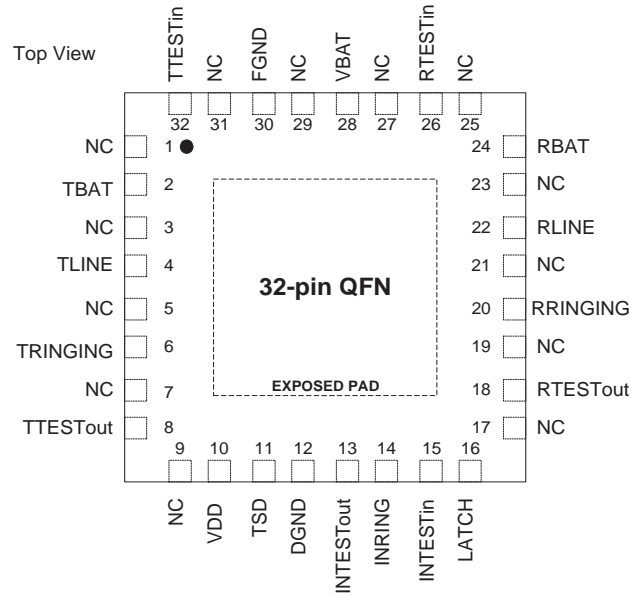 Top View
TTESTin
NC
FGND
NC
VBAT
NC
RTESTin
NC
32 31 30 29 28 27 26 25
NC 1 24 RBAT
TBAT 2 23 NC
NC 3 22 RLINE
TLINE 4 21 NC
32-pin QFN
NC 5 20 RRINGING
TRINGING 6 19 NC
EXPOSED PAD
NC 7 18 RTESTout
TTESTout 8 17 NC
9 10 11 12 13 14 15 16
NC
VDD
TSD
DGND
INTESTout
INRING
INTESTin
LATCH